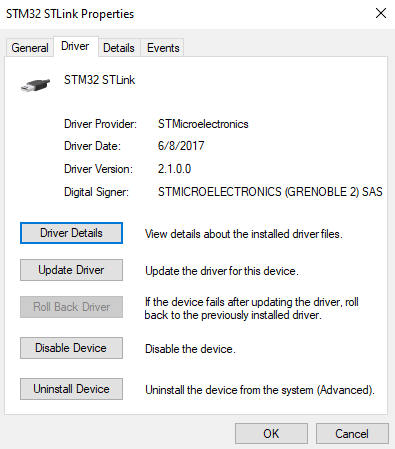 STM32 STLink Properties
General Driver Details Events
STM32 STLink
Driver Provider: STMicroelectronics
Driver Date: 6/8/2017
Driver Version: 2.1.0.0
Digital Signer: STMICROELECTRONICS (GRENOBLE 2) SAS
Driver Details View details about the installed driver files.
Update Driver Update the driver for this device.
Roll Back Driver If the device fails after updating the driver, roll
back to the previously installed driver.
Disable Device Disable the device.
Uninstall Device Uninstall the device from the system (Advanced).
OK Cancel